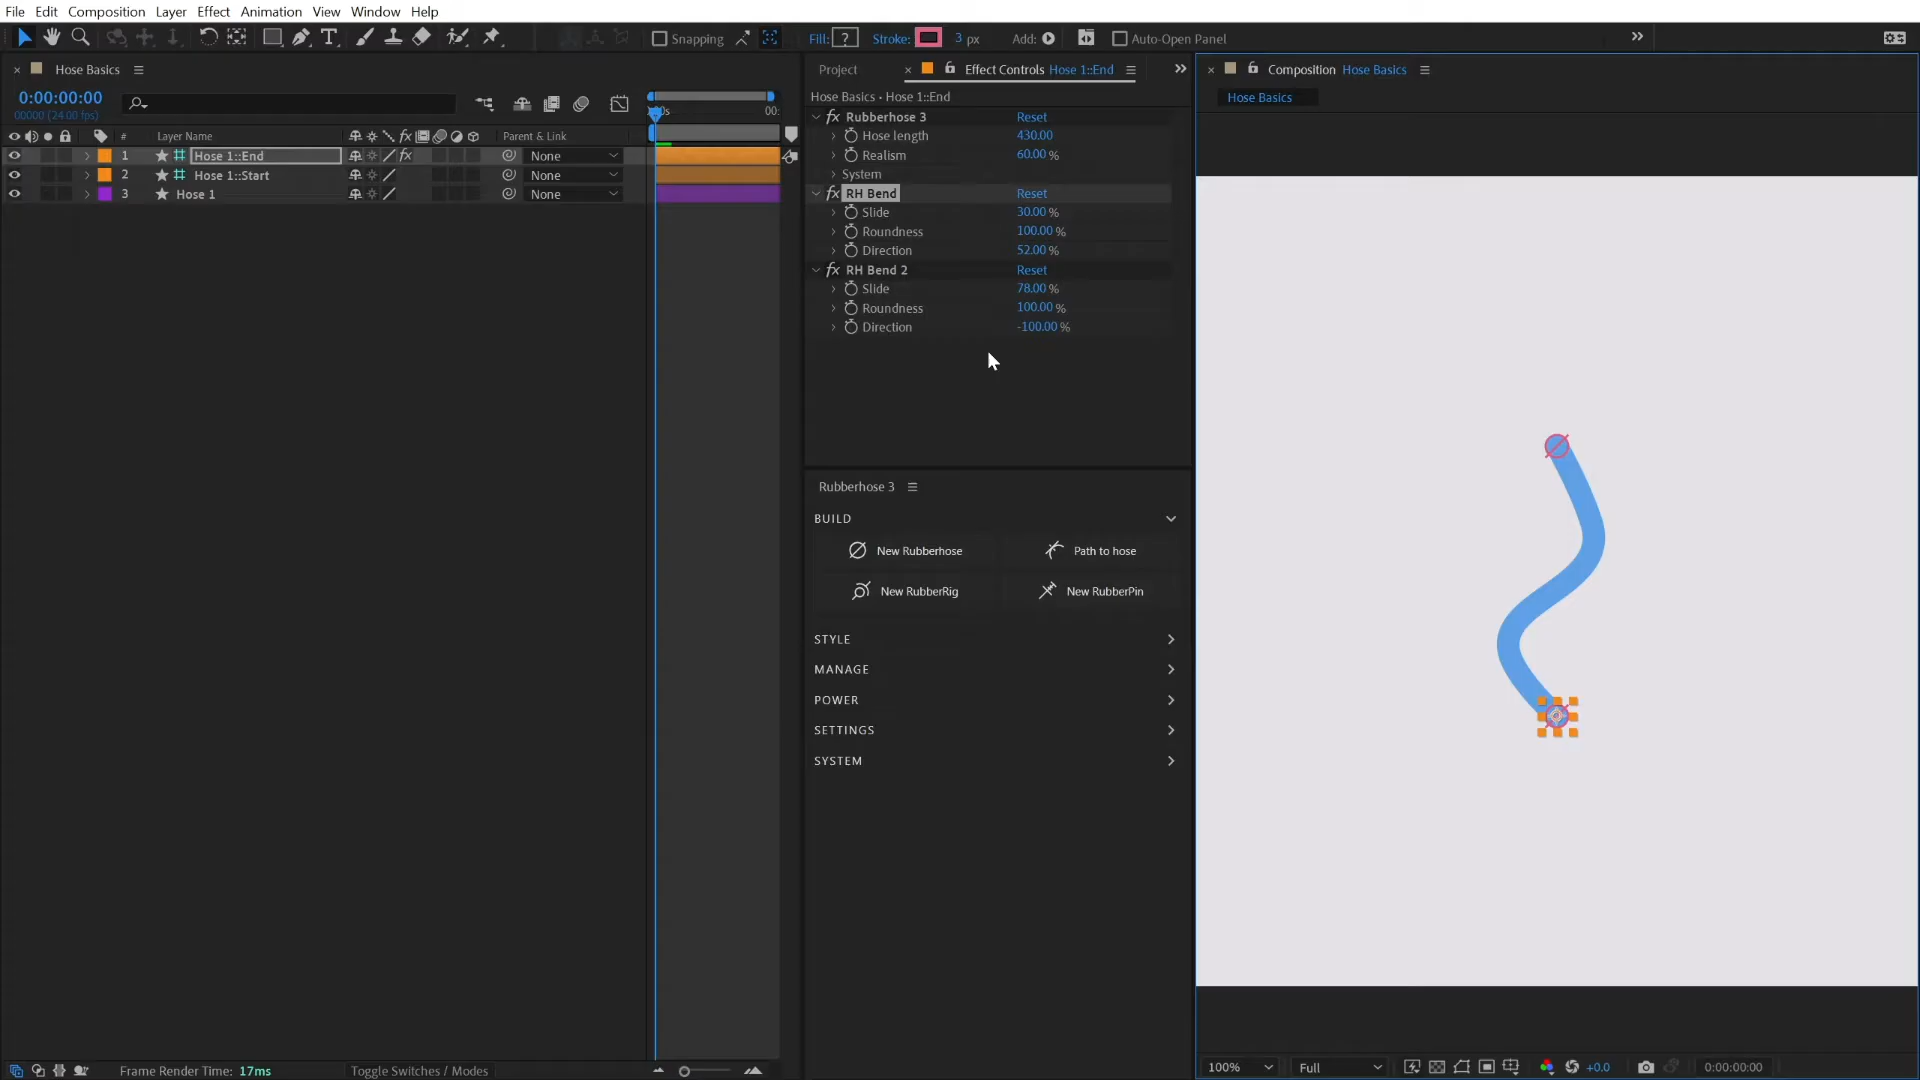 File Edit Composition Layer Effect Animation View Window Help
Snapping Fill: ? Stroke: 3 px Add: Auto-Open Panel
Hose Basics
0:00:00:00
00000 (24.00 fps)
# Layer Name Parent & Link
1 Hose 1::End None
2 Hose 1::Start None
3 Hose 1 None
Frame Render Time: 17ms Toggle Switches / Modes
Project Effect Controls Hose 1::End
Hose Basics • Hose 1::End
fx Rubberhose 3 Reset
Hose length 430.00
Realism 60.00 %
System
fx RH Bend Reset
Slide 30.00 %
Roundness 100.00 %
Direction 52.00 %
fx RH Bend 2 Reset
Slide 78.00 %
Roundness 100.00 %
Direction -100.00 %
Rubberhose 3
BUILD
New Rubberhose Path to hose
New RubberRig New RubberPin
STYLE
MANAGE
POWER
SETTINGS
SYSTEM
Composition Hose Basics
Hose Basics
100% Full +0.0 0:00:00:00